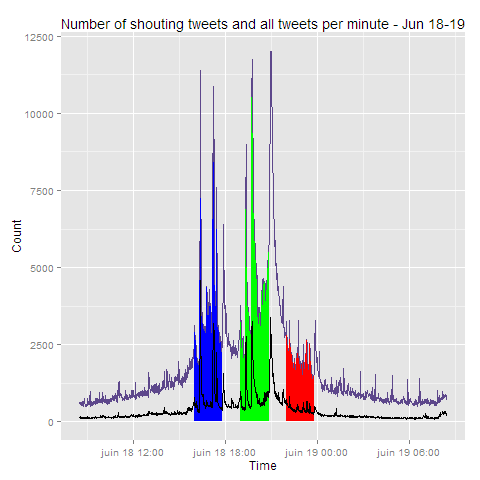 Number of shouting tweets and all tweets per minute - Jun 18-19
12500
10000
7500
5000
2500
0
Count
juin 18 12:00
juin 18 18:00
juin 19 00:00
juin 19 06:00
Time